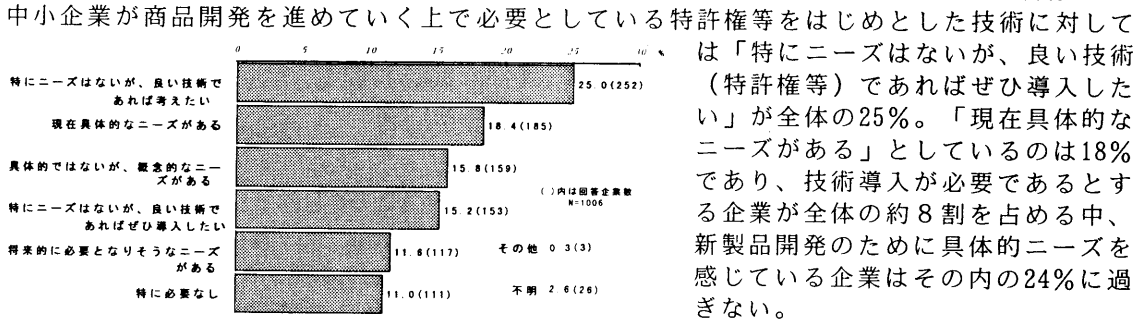 中小企業が商品開発を進めていく上で必要としている特許権等をはじめとした技術に対して
は「特にニーズはないが、良い技術
（特許権等）であればぜひ導入した
い」が全体の25%。「現在具体的な
ニーズがある」としているのは18%
であり、技術導入が必要であるとす
る企業が全体の約８割を占める中、
新製品開発のために具体的ニーズを
感じている企業はその内の24%に過
ぎない。
0 5 10 15 20 25 30 %
特にニーズはないが、良い技術で
あれば考えたい
25.0(252)
現在具体的なニーズがある
18.4(185)
具体的ではないが、概念的なニー
ズがある
15.8(159)
特にニーズはないが、良い技術で
あればぜひ導入したい
15.2(153)
将来的に必要となりそうなニーズ
がある
11.6(117)
特に必要なし
11.0(111)
( )内は回答企業数
N=1006
その他 0.3(3)
不明 2.6(26)